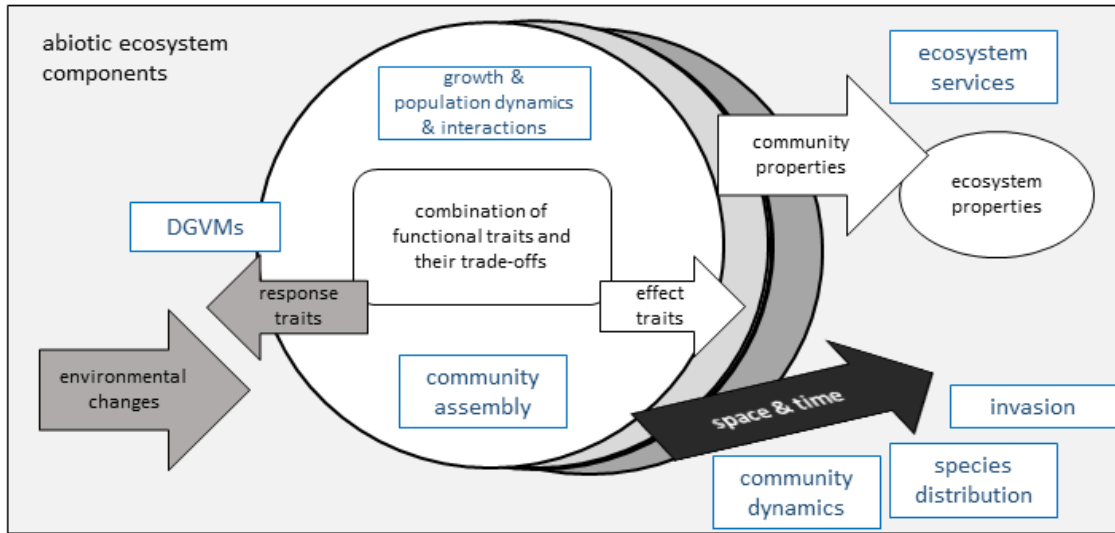 abiotic ecosystem
components
growth &
population dynamics
& interactions
ecosystem
services
community
properties
ecosystem
properties
combination of
functional traits and
their trade-offs
DGVMs
response
traits
effect
traits
environmental
changes
community
assembly
space & time
invasion
community
dynamics
species
distribution